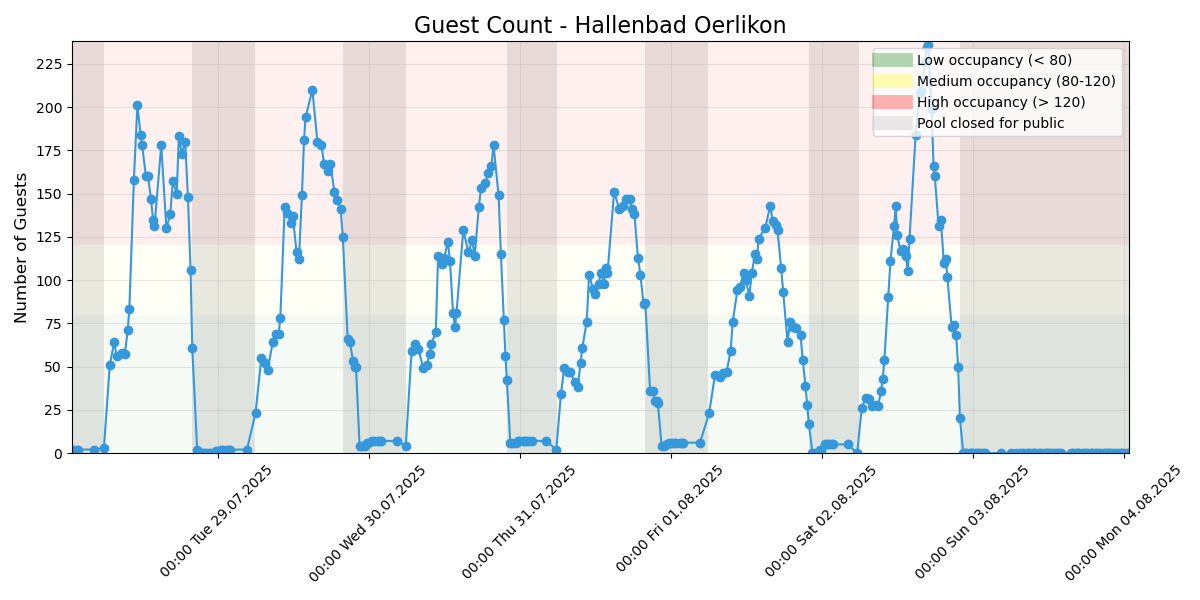 Guest Count - Hallenbad Oerlikon
Number of Guests
225
200
175
150
125
100
75
50
25
0
Low occupancy (< 80)
Medium occupancy (80-120)
High occupancy (> 120)
Pool closed for public
00:00 Tue 29.07.2025
00:00 Wed 30.07.2025
00:00 Thu 31.07.2025
00:00 Fri 01.08.2025
00:00 Sat 02.08.2025
00:00 Sun 03.08.2025
00:00 Mon 04.08.2025